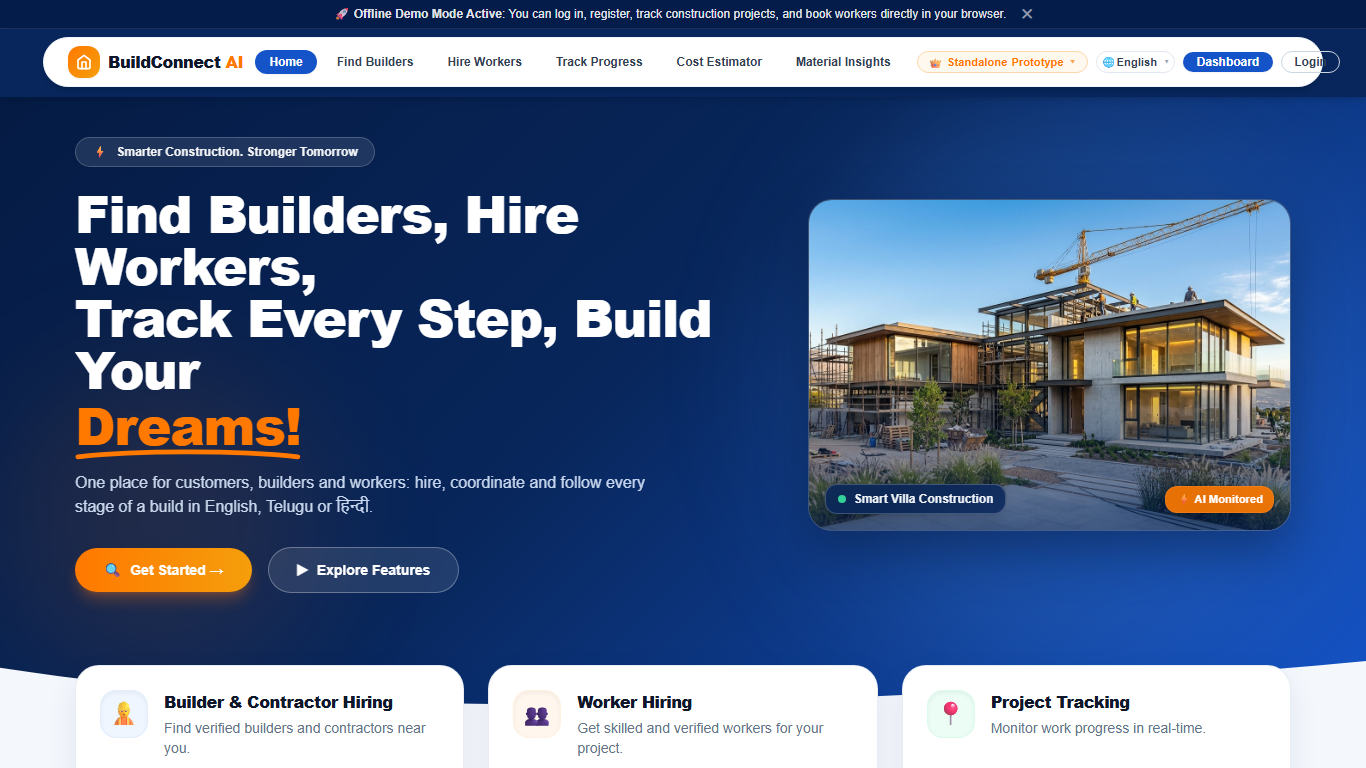 🚀 Offline Demo Mode Active: You can log in, register, track construction projects, and book workers directly in your browser. ✕
BuildConnect AI
Home
Find Builders
Hire Workers
Track Progress
Cost Estimator
Material Insights
👑 Standalone Prototype
🌐 English
Dashboard
Login
⚡ Smarter Construction. Stronger Tomorrow
Find Builders, Hire
Workers,
Track Every Step, Build
Your
Dreams!
One place for customers, builders and workers: hire, coordinate and follow every
stage of a build in English, Telugu or हिन्दी.
🔍 Get Started →
▶ Explore Features
Smart Villa Construction
⚡ AI Monitored
Builder & Contractor Hiring
Find verified builders and contractors near
you.
Worker Hiring
Get skilled and verified workers for your
project.
Project Tracking
Monitor work progress in real-time.